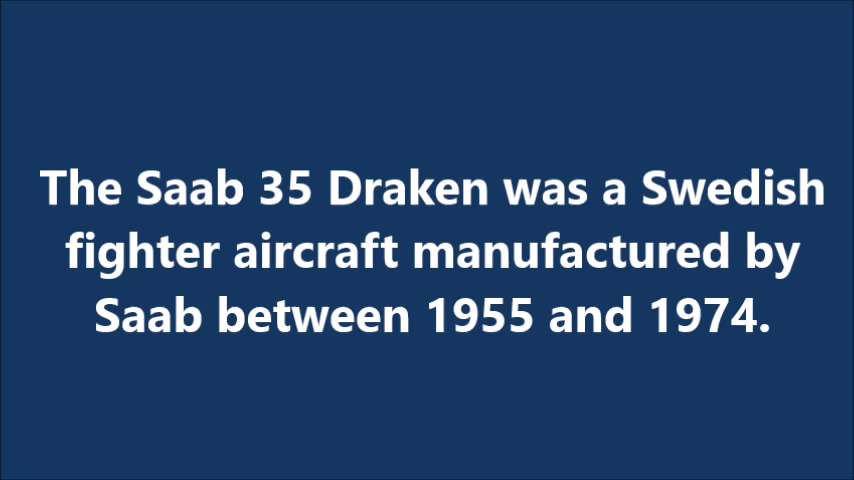 The Saab 35 Draken was a Swedish
fighter aircraft manufactured by
Saab between 1955 and 1974.